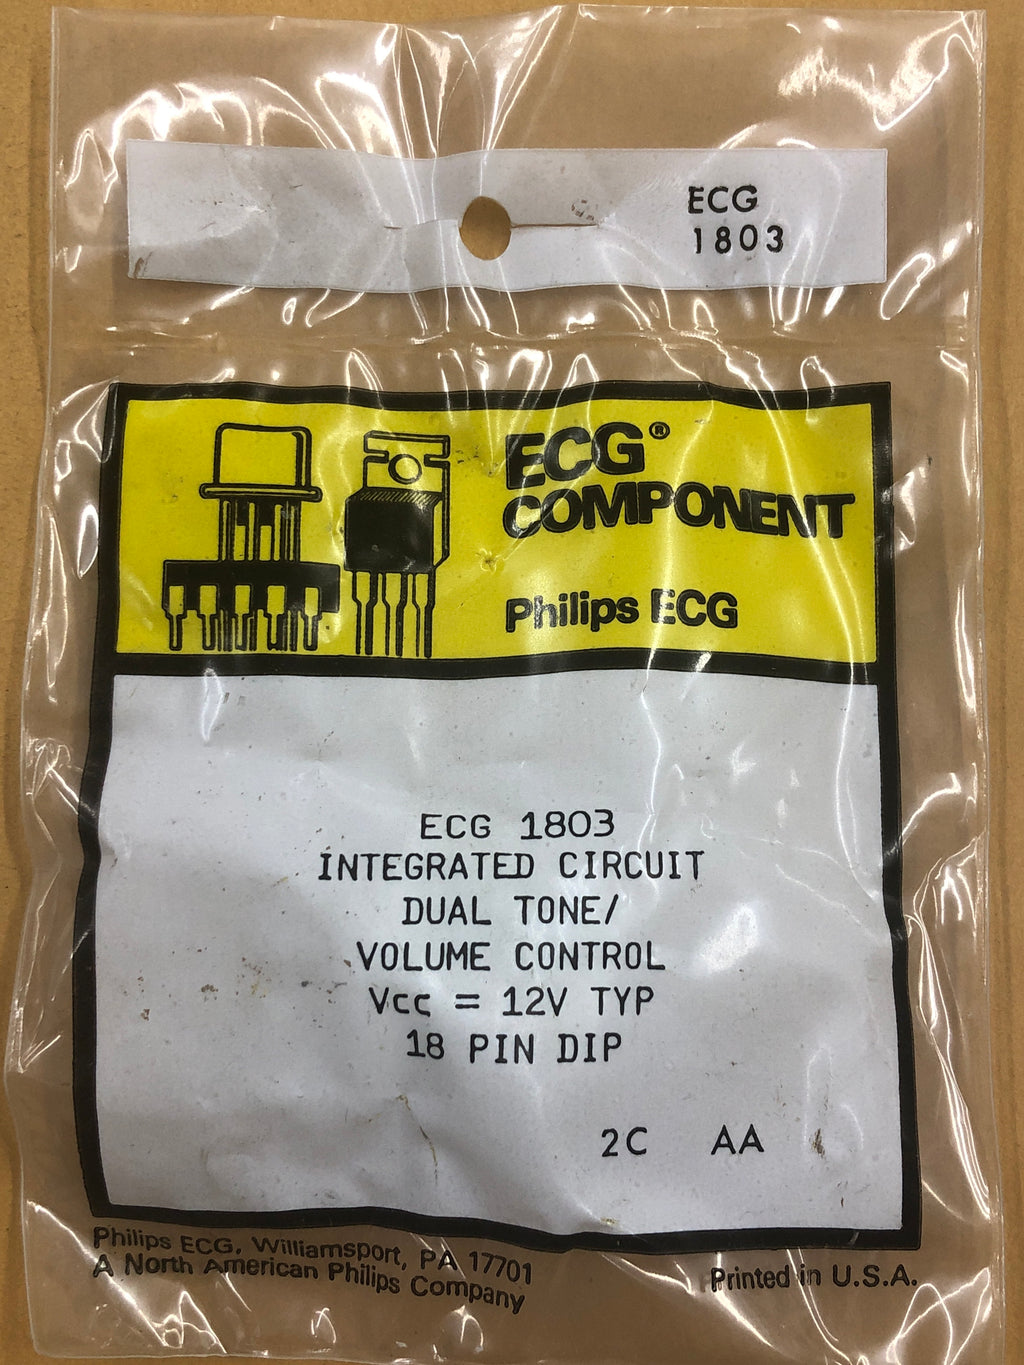 ECG
1803
ECG®
COMPONENT
Philips ECG
ECG 1803
INTEGRATED CIRCUIT
DUAL TONE/
VOLUME CONTROL
Vcc = 12V TYP
18 PIN DIP
2C AA
Philips ECG, Williamsport, PA 17701
A North American Philips Company
Printed in U.S.A.